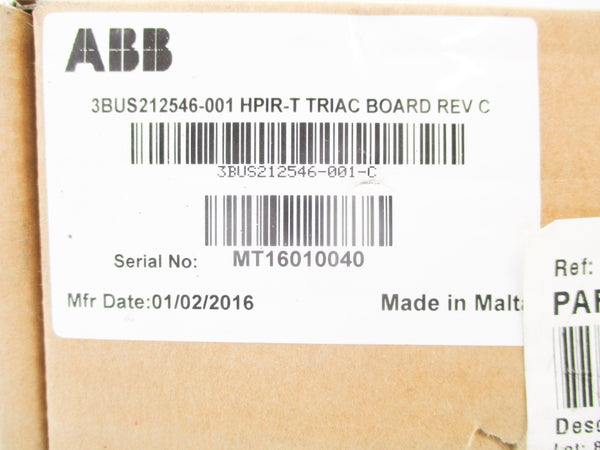 ABB
3BUS212546-001 HPIR-T TRIAC BOARD REV C
3BUS212546-001-C
Serial No: MT16010040
Mfr Date:01/02/2016 Made in Malta
Ref: